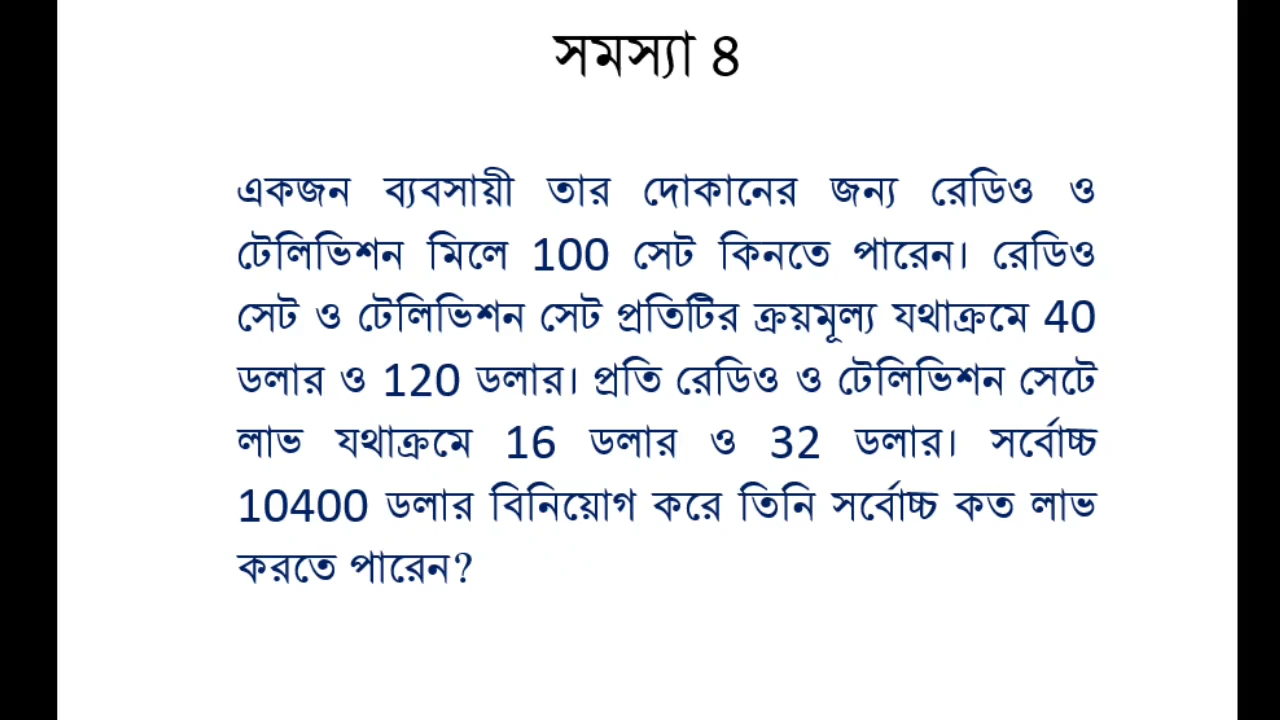 সমস্যা 8
একজন ব্যবসায়ী তার দোকানের জন্য রেডিও ও
টেলিভিশন মিলে 100 সেট কিনতে পারেন। রেডিও
সেট ও টেলিভিশন সেট প্রতিটির ক্রয়মূল্য যথাক্রমে 40
ডলার ও 120 ডলার। প্রতি রেডিও ও টেলিভিশন সেটে
লাভ যথাক্রমে 16 ডলার ও 32 ডলার। সর্বোচ্চ
10400 ডলার বিনিয়োগ করে তিনি সর্বোচ্চ কত লাভ
করতে পারেন?